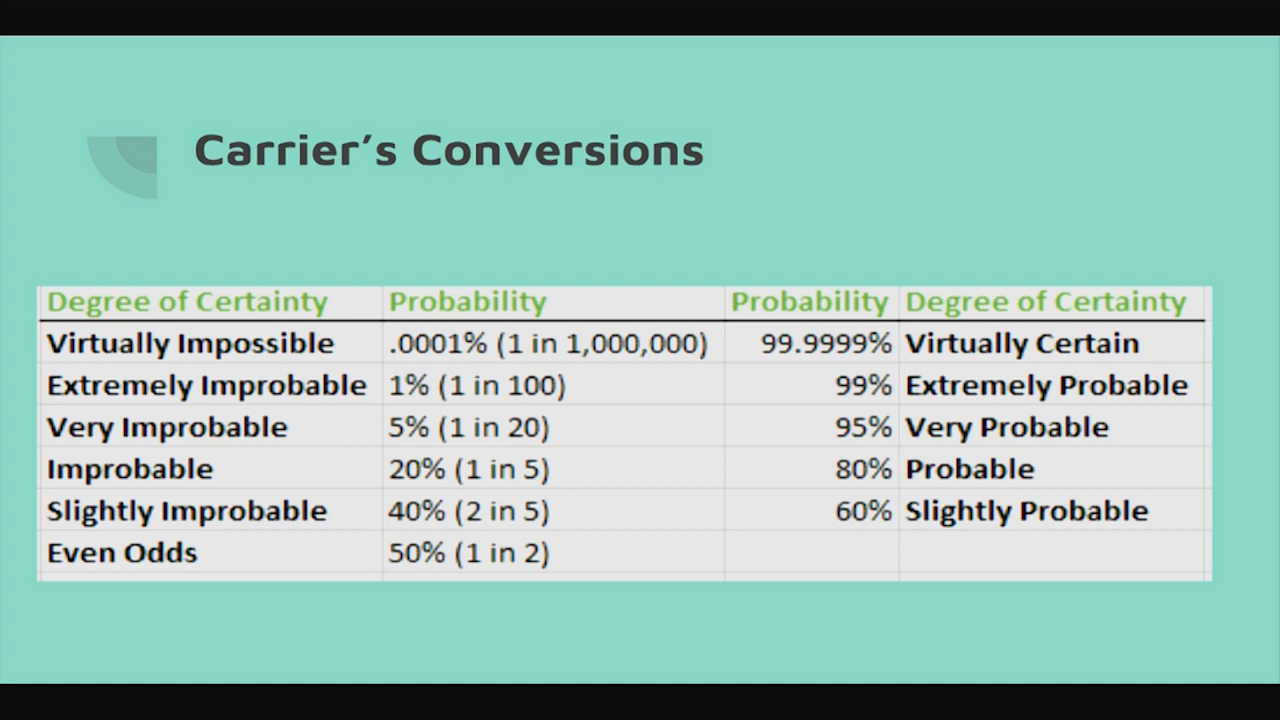 Carrier’s Conversions
Degree of Certainty Probability Probability Degree of Certainty
Virtually Impossible .0001% (1 in 1,000,000) 99.9999% Virtually Certain
Extremely Improbable 1% (1 in 100) 99% Extremely Probable
Very Improbable 5% (1 in 20) 95% Very Probable
Improbable 20% (1 in 5) 80% Probable
Slightly Improbable 40% (2 in 5) 60% Slightly Probable
Even Odds 50% (1 in 2)